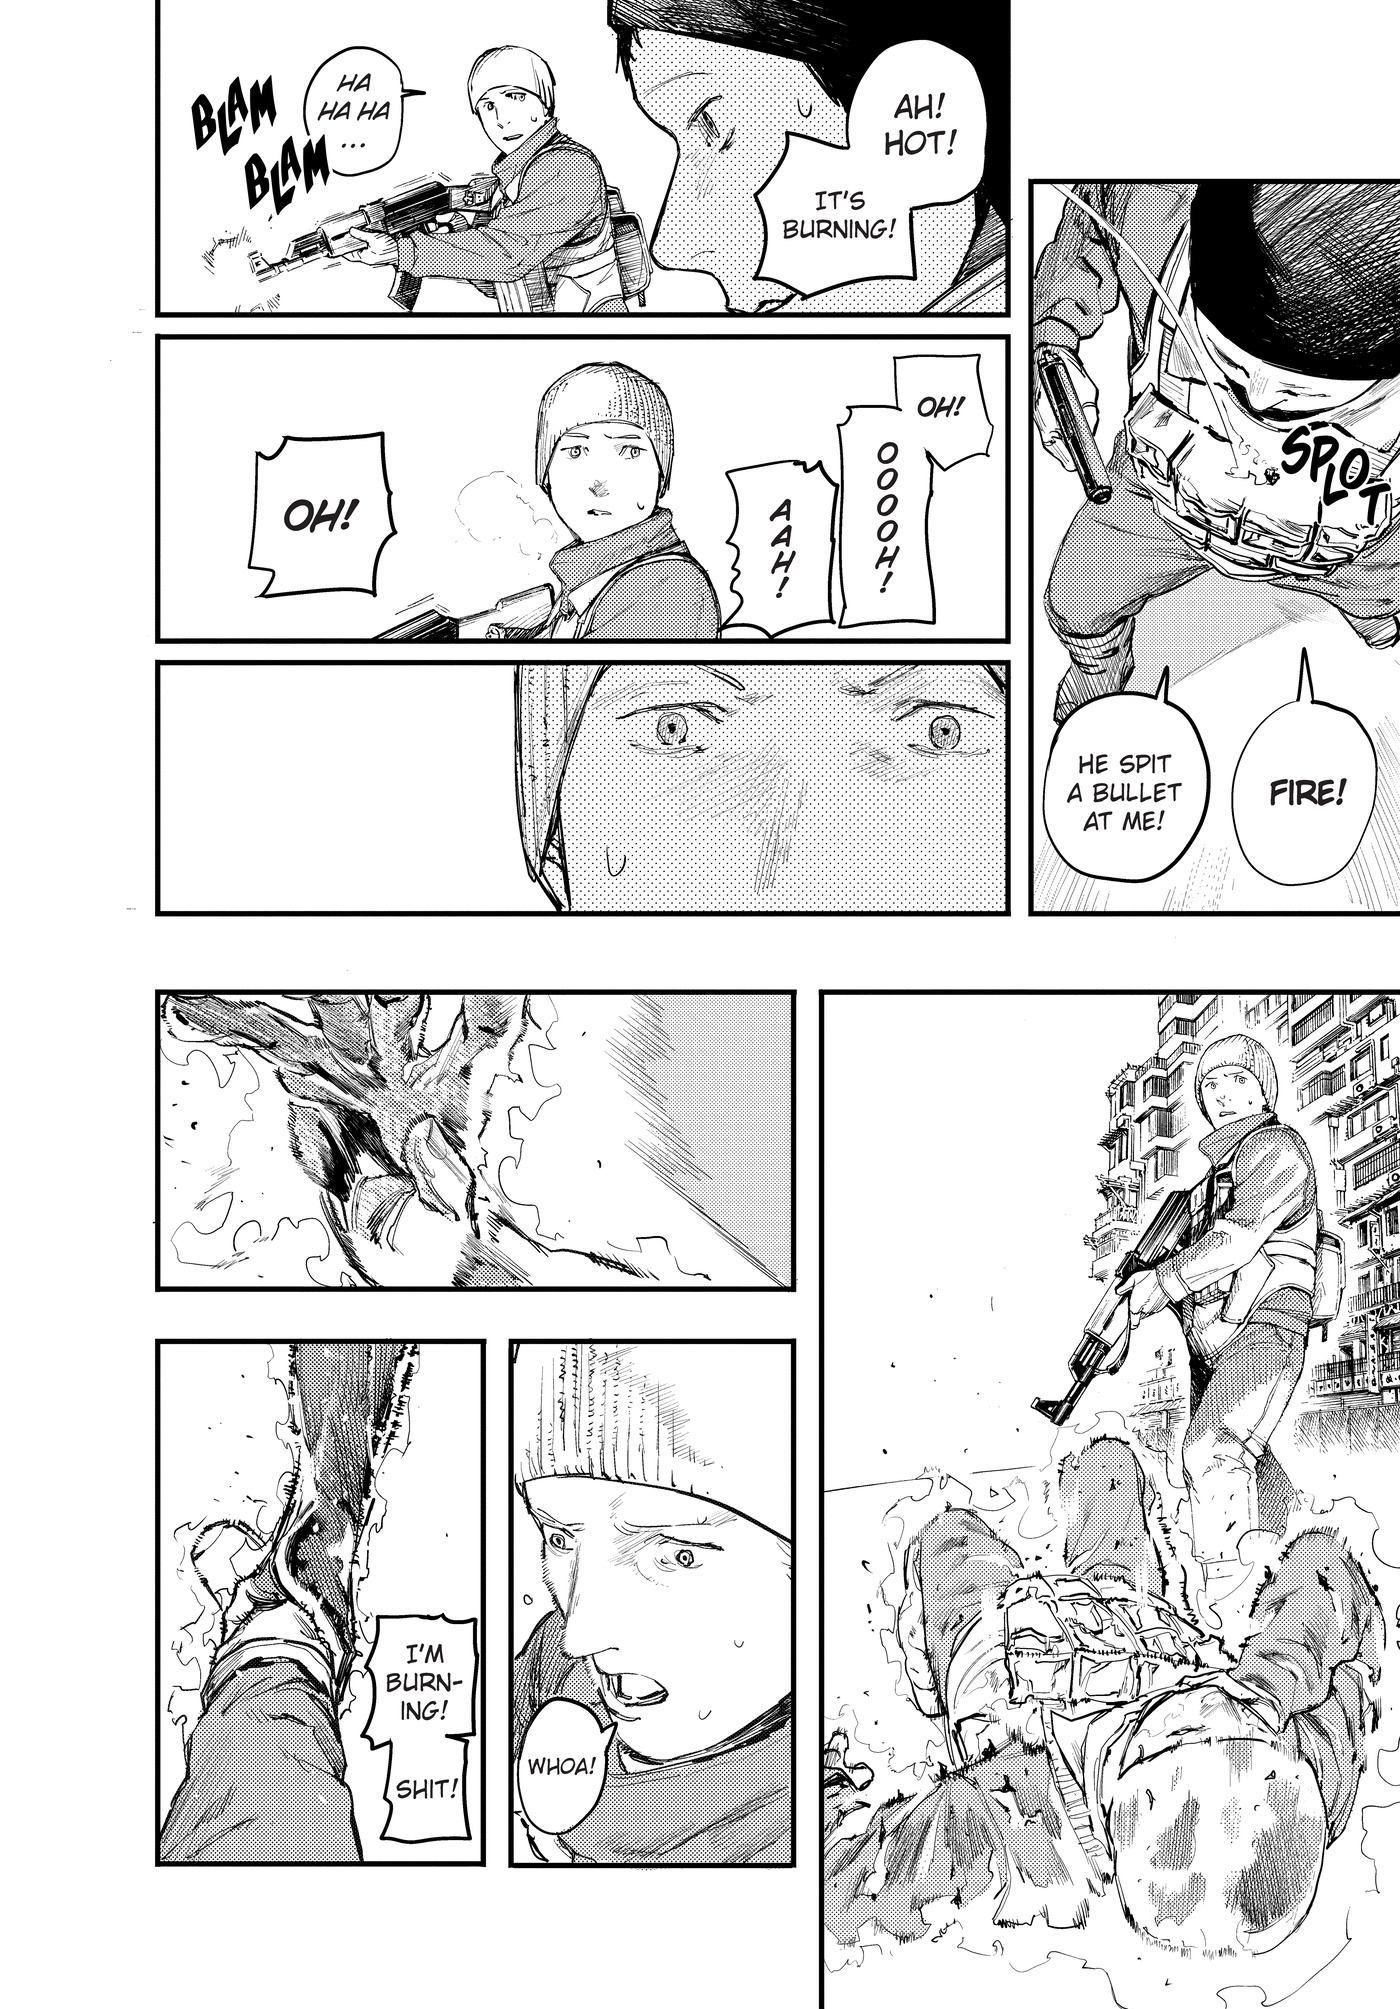 SPLOT
FIRE!
HE SPIT
A BULLET
AT ME!
AH!
HOT!
IT'S
BURNING!
HA
HA HA
...
BLAM
BLAM
OH!
OOOOH!
AAH!
OH!
WHOA!
I'M
BURN-
ING!
SHIT!